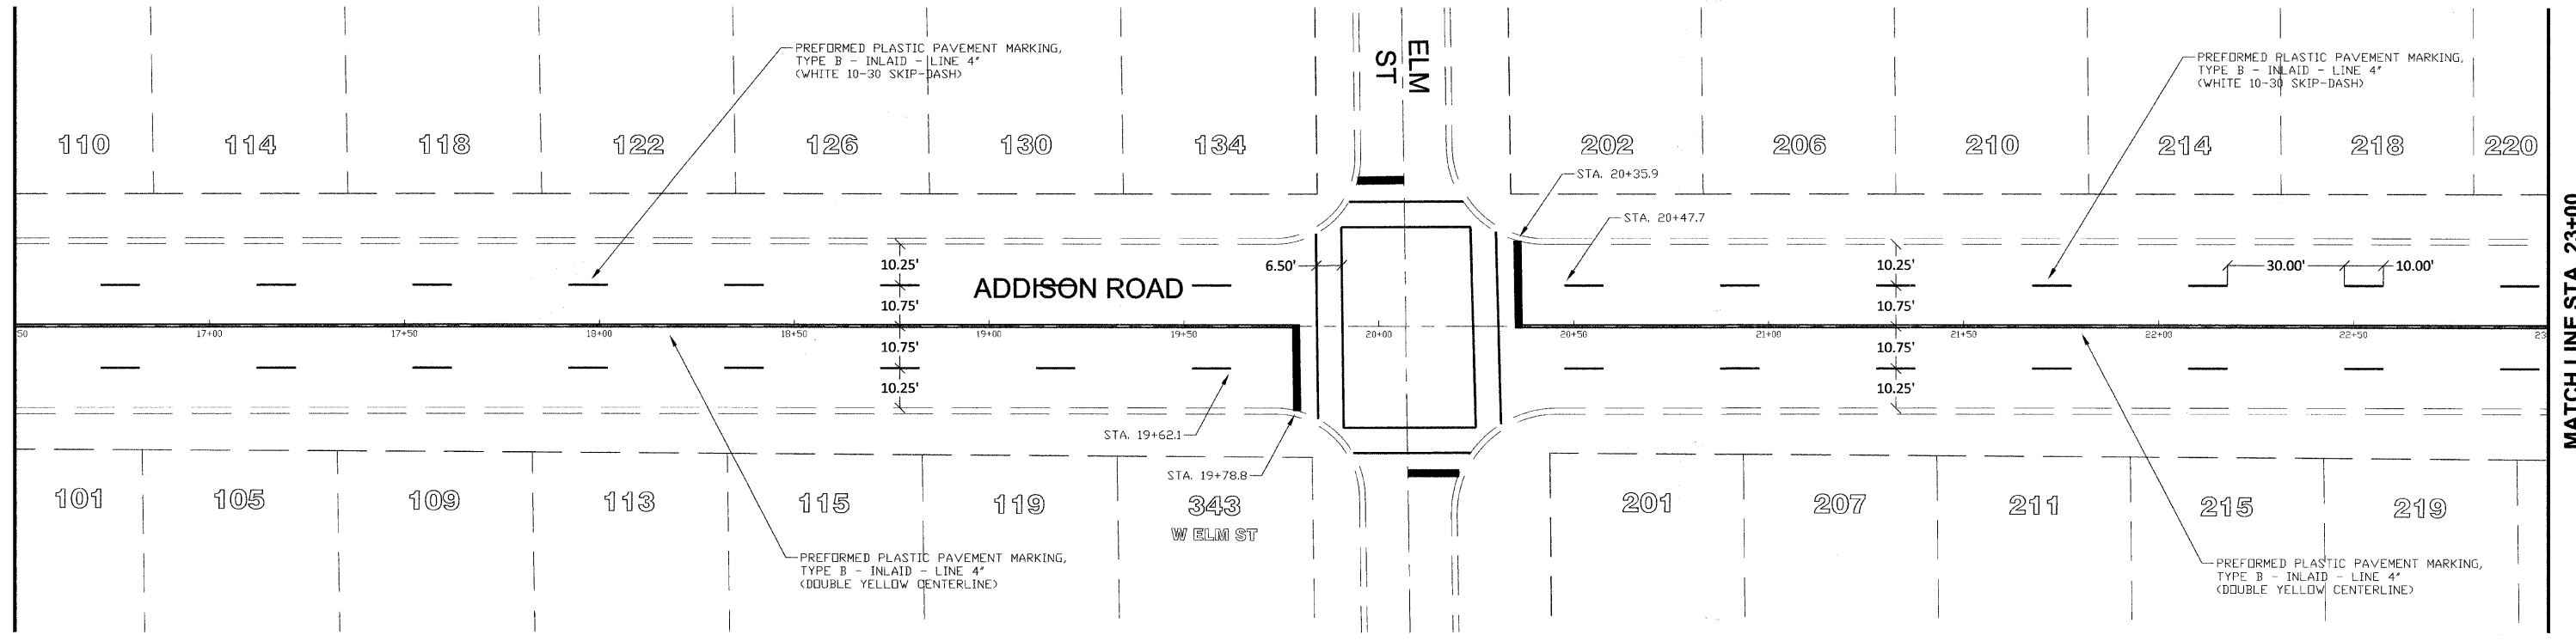 PREFORMED PLASTIC PAVEMENT MARKING,
TYPE B - INLAID - LINE 4"
(WHITE 10-30 SKIP-DASH)
ELM
ST
PREFORMED PLASTIC PAVEMENT MARKING,
TYPE B - INLAID - LINE 4"
(WHITE 10-30 SKIP-DASH)
110
114
118
122
126
130
134
202
206
210
214
218
220
STA. 20+35.9
STA. 20+47.7
10.25'
10.75'
10.75'
10.25'
ADDISON ROAD
6.50'
10.25'
10.75'
10.75'
10.25'
30.00'
10.00'
50
17+00
17+50
18+00
18+50
19+00
19+50
20+00
20+50
21+00
21+50
22+00
22+50
23
MATCH LINE STA. 23+00
STA. 19+62.1
STA. 19+78.8
101
105
109
113
115
119
343
W ELM ST
201
207
211
215
219
PREFORMED PLASTIC PAVEMENT MARKING,
TYPE B - INLAID - LINE 4"
(DOUBLE YELLOW CENTERLINE)
PREFORMED PLASTIC PAVEMENT MARKING,
TYPE B - INLAID - LINE 4"
(DOUBLE YELLOW CENTERLINE)